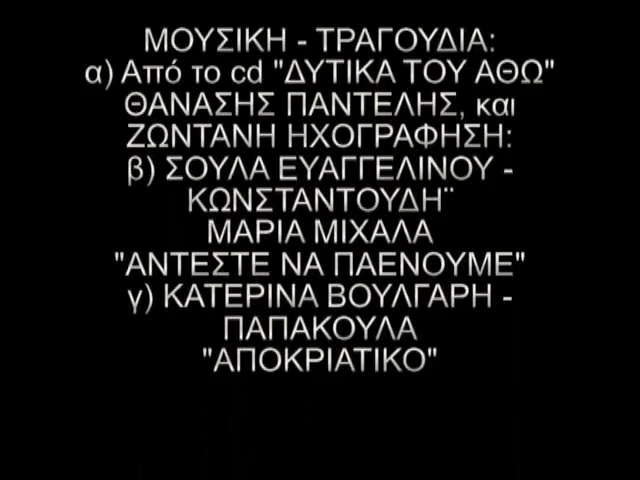 ΜΟΥΣΙΚΗ - ΤΡΑΓΟΥΔΙΑ:
α) Από το cd "ΔΥΤΙΚΑ ΤΟΥ ΑΘΩ"
ΘΑΝΑΣΗΣ ΠΑΝΤΕΛΗΣ, και
ΖΩΝΤΑΝΗ ΗΧΟΓΡΑΦΗΣΗ:
β) ΣΟΥΛΑ ΕΥΑΓΓΕΛΙΝΟΥ -
ΚΩΝΣΤΑΝΤΟΥΔΗ¨
ΜΑΡΙΑ ΜΙΧΑΛΑ
"ΑΝΤΕΣΤΕ ΝΑ ΠΑΕΝΟΥΜΕ"
γ) ΚΑΤΕΡΙΝΑ ΒΟΥΛΓΑΡΗ -
ΠΑΠΑΚΟΥΛΑ
"ΑΠΟΚΡΙΑΤΙΚΟ"